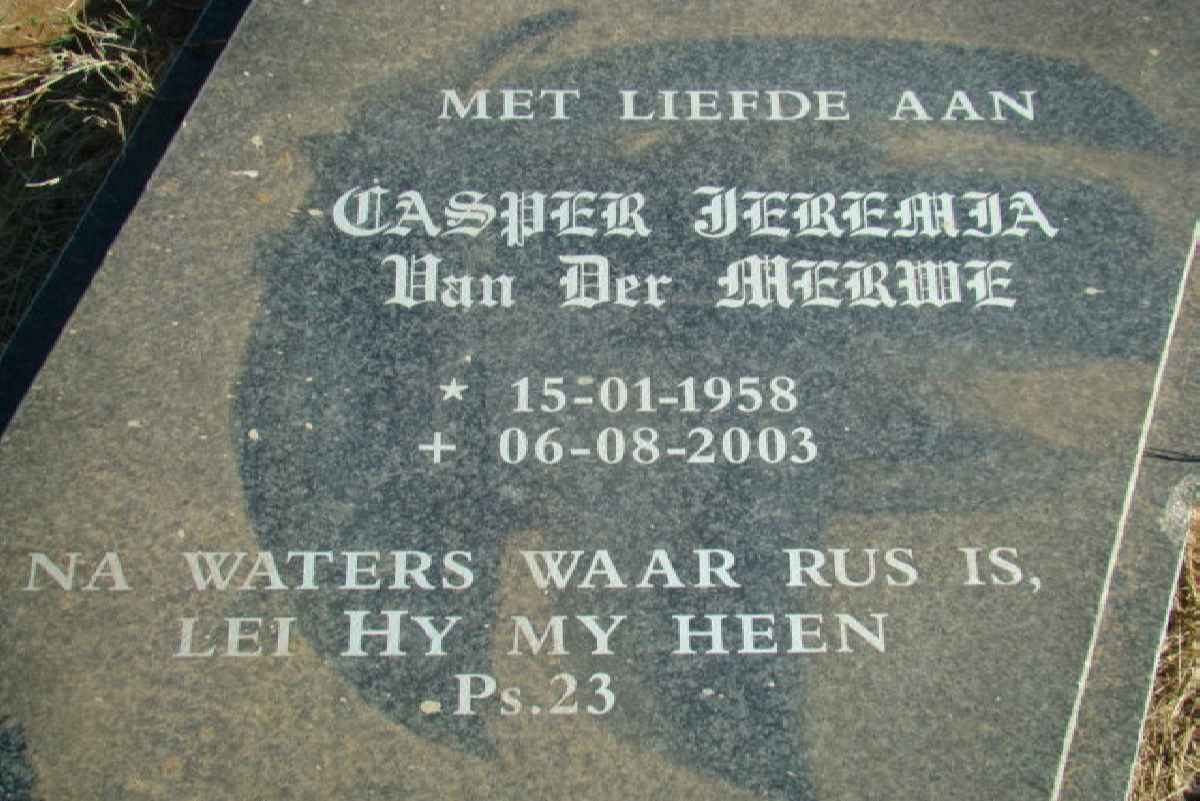 MET LIEFDE AAN
CASPER JEREMIA
Van Der MERWE
* 15-01-1958
+ 06-08-2003
NA WATERS WAAR RUS IS,
LEI HY MY HEEN
Ps.23